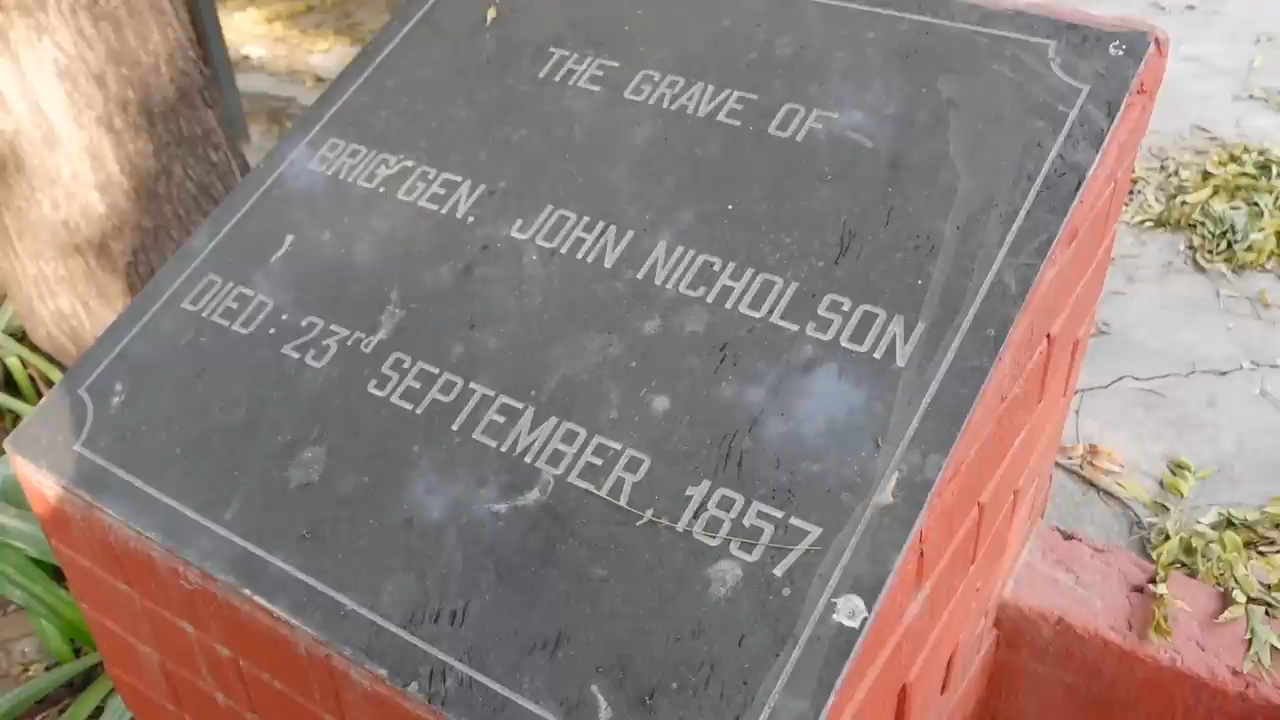 THE GRAVE OF
BRIG. GEN. JOHN NICHOLSON
DIED: 23rd SEPTEMBER, 1857